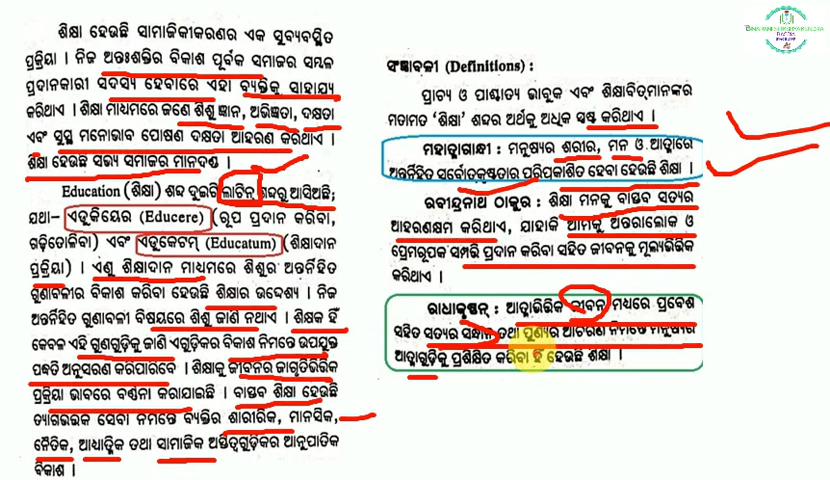 ଶିକ୍ଷା ହେଉଛି ସାମାଜିକୀକରଣର ଏକ ସୁବ୍ୟବସ୍ଥିତ
ପ୍ରକ୍ରିୟା । ନିଜ ଅନ୍ତଃଶକ୍ତିର ବିକାଶ ପୂର୍ବକ ସମାଜର ସମ୍ଭଳ
ପ୍ରଦାନକାରୀ ସଦସ୍ୟ ହେବାରେ ଏହା ବ୍ୟକ୍ତିକୁ ସାହାଯ୍ୟ
କରିଥାଏ । ଶିକ୍ଷା ମାଧ୍ୟମରେ ଜଣେ ଶିଶୁ ଜ୍ଞାନ, ଅଭିଜ୍ଞତା, ଦକ୍ଷତା
ଏବଂ ସୁସ୍ଥ ମନୋଭାବ ପୋଷଣ ଦକ୍ଷତା ଆହରଣ କରିଥାଏ ।
ଶିକ୍ଷା ହେଉଛି ସଭ୍ୟ ସମାଜର ମାନଦଣ୍ଡ ।
Education (ଶିକ୍ଷା) ଶବ୍ଦ ଦୁଇଟି ଲାଟିନ ଶବ୍ଦରୁ ଆସିଅଛି;
ଯଥା– ଏଡୁକିୟେର (Educere) (ରୂପ ପ୍ରଦାନ କରିବା,
ଗଢ଼ିତୋଳିବା) ଏବଂ ଏଡୁକେଟମ୍ (Educatum) (ଶିକ୍ଷାଦାନ
ପ୍ରକ୍ରିୟା) । ଏଣୁ ଶିକ୍ଷାଦାନ ମାଧ୍ୟମରେ ଶିଶୁର ଅନ୍ତର୍ନିହିତ
ଗୁଣାବଳୀର ବିକାଶ କରିବା ହେଉଛି ଶିକ୍ଷାର ଉଦ୍ଦେଶ୍ୟ । ନିଜ
ଅନ୍ତର୍ନିହିତ ଗୁଣାବଳୀ ବିଷୟରେ ଶିଶୁ ଜାଣି ନଥାଏ । ଶିକ୍ଷକ ହିଁ
କେବଳ ଏହି ଗୁଣଗୁଡ଼ିକୁ ଜାଣି ଏଗୁଡ଼ିକର ବିକାଶ ନିମନ୍ତେ ଉପଯୁକ୍ତ
ପଦ୍ଧତି ଅନୁସରଣ କରିପାରିବେ । ଶିକ୍ଷାକୁ ଜୀବନର ଜାଗୃତିଭିତ୍ତିକ
ପ୍ରକ୍ରିୟା ଭାବରେ ବର୍ଣ୍ଣନା କରାଯାଇଛି । ବାସ୍ତବ ଶିକ୍ଷା ହେଉଛି
ସେବା ନିମନ୍ତେ ବ୍ୟକ୍ତିର ଶାରୀରିକ, ମାନସିକ,
ନୈତିକ, ଆଧ୍ୟାତ୍ମିକ ତଥା ସାମାଜିକ ଅସ୍ତିତ୍ୱଗୁଡ଼ିକର ଆନୁପାତିକ
ବିକାଶ ।
ସଂଜ୍ଞାବଳୀ (Definitions) :
ପ୍ରାଚ୍ୟ ଓ ପାଶ୍ଚାତ୍ୟ ଭାବୁକ ଏବଂ ଶିକ୍ଷାବିତ୍‌ମାନଙ୍କର
ମତାମତ ‘ଶିକ୍ଷା’ ଶବ୍ଦର ଅର୍ଥକୁ ଅଧିକ ସ୍ପଷ୍ଟ କରିଥାଏ ।
ମହାତ୍ମାଗାନ୍ଧୀ : ମନୁଷ୍ୟର ଶରୀର, ମନ ଓ ଆତ୍ମାରେ
ଅନ୍ତର୍ନିହିତ ସର୍ବୋତ୍କୃଷ୍ଟତାର ପରିପ୍ରକାଶିତ ହେବା ହେଉଛି ଶିକ୍ଷା ।
ରବୀନ୍ଦ୍ରନାଥ ଠାକୁର : ଶିକ୍ଷା ମନକୁ ବାସ୍ତବ ସତ୍ୟର
ଆହରଣକ୍ଷମ କରିଥାଏ, ଯାହାକି ଆମକୁ ଅନ୍ତରାଲୋକ ଓ
ପ୍ରେମରୂପକ ସମ୍ପତ୍ତି ପ୍ରଦାନ କରିବା ସହିତ ଜୀବନକୁ ମୂଲ୍ୟଭିତ୍ତିକ
କରିଥାଏ ।
ରାଧାକୃଷ୍ଣନ୍ : ଆତ୍ମାଭିତ୍ତିକ ଜୀବନ ମଧ୍ୟରେ ପ୍ରବେଶ
ସହିତ ସତ୍ୟର ସନ୍ଧାନ ତଥା ପୁଣ୍ୟର ଆଚରଣ ନିମନ୍ତେ ମନୁଷ୍ୟର
ଆତ୍ମାଗୁଡ଼ିକୁ ପ୍ରଶିକ୍ଷିତ କରିବା ହିଁ ହେଉଛି ଶିକ୍ଷା ।